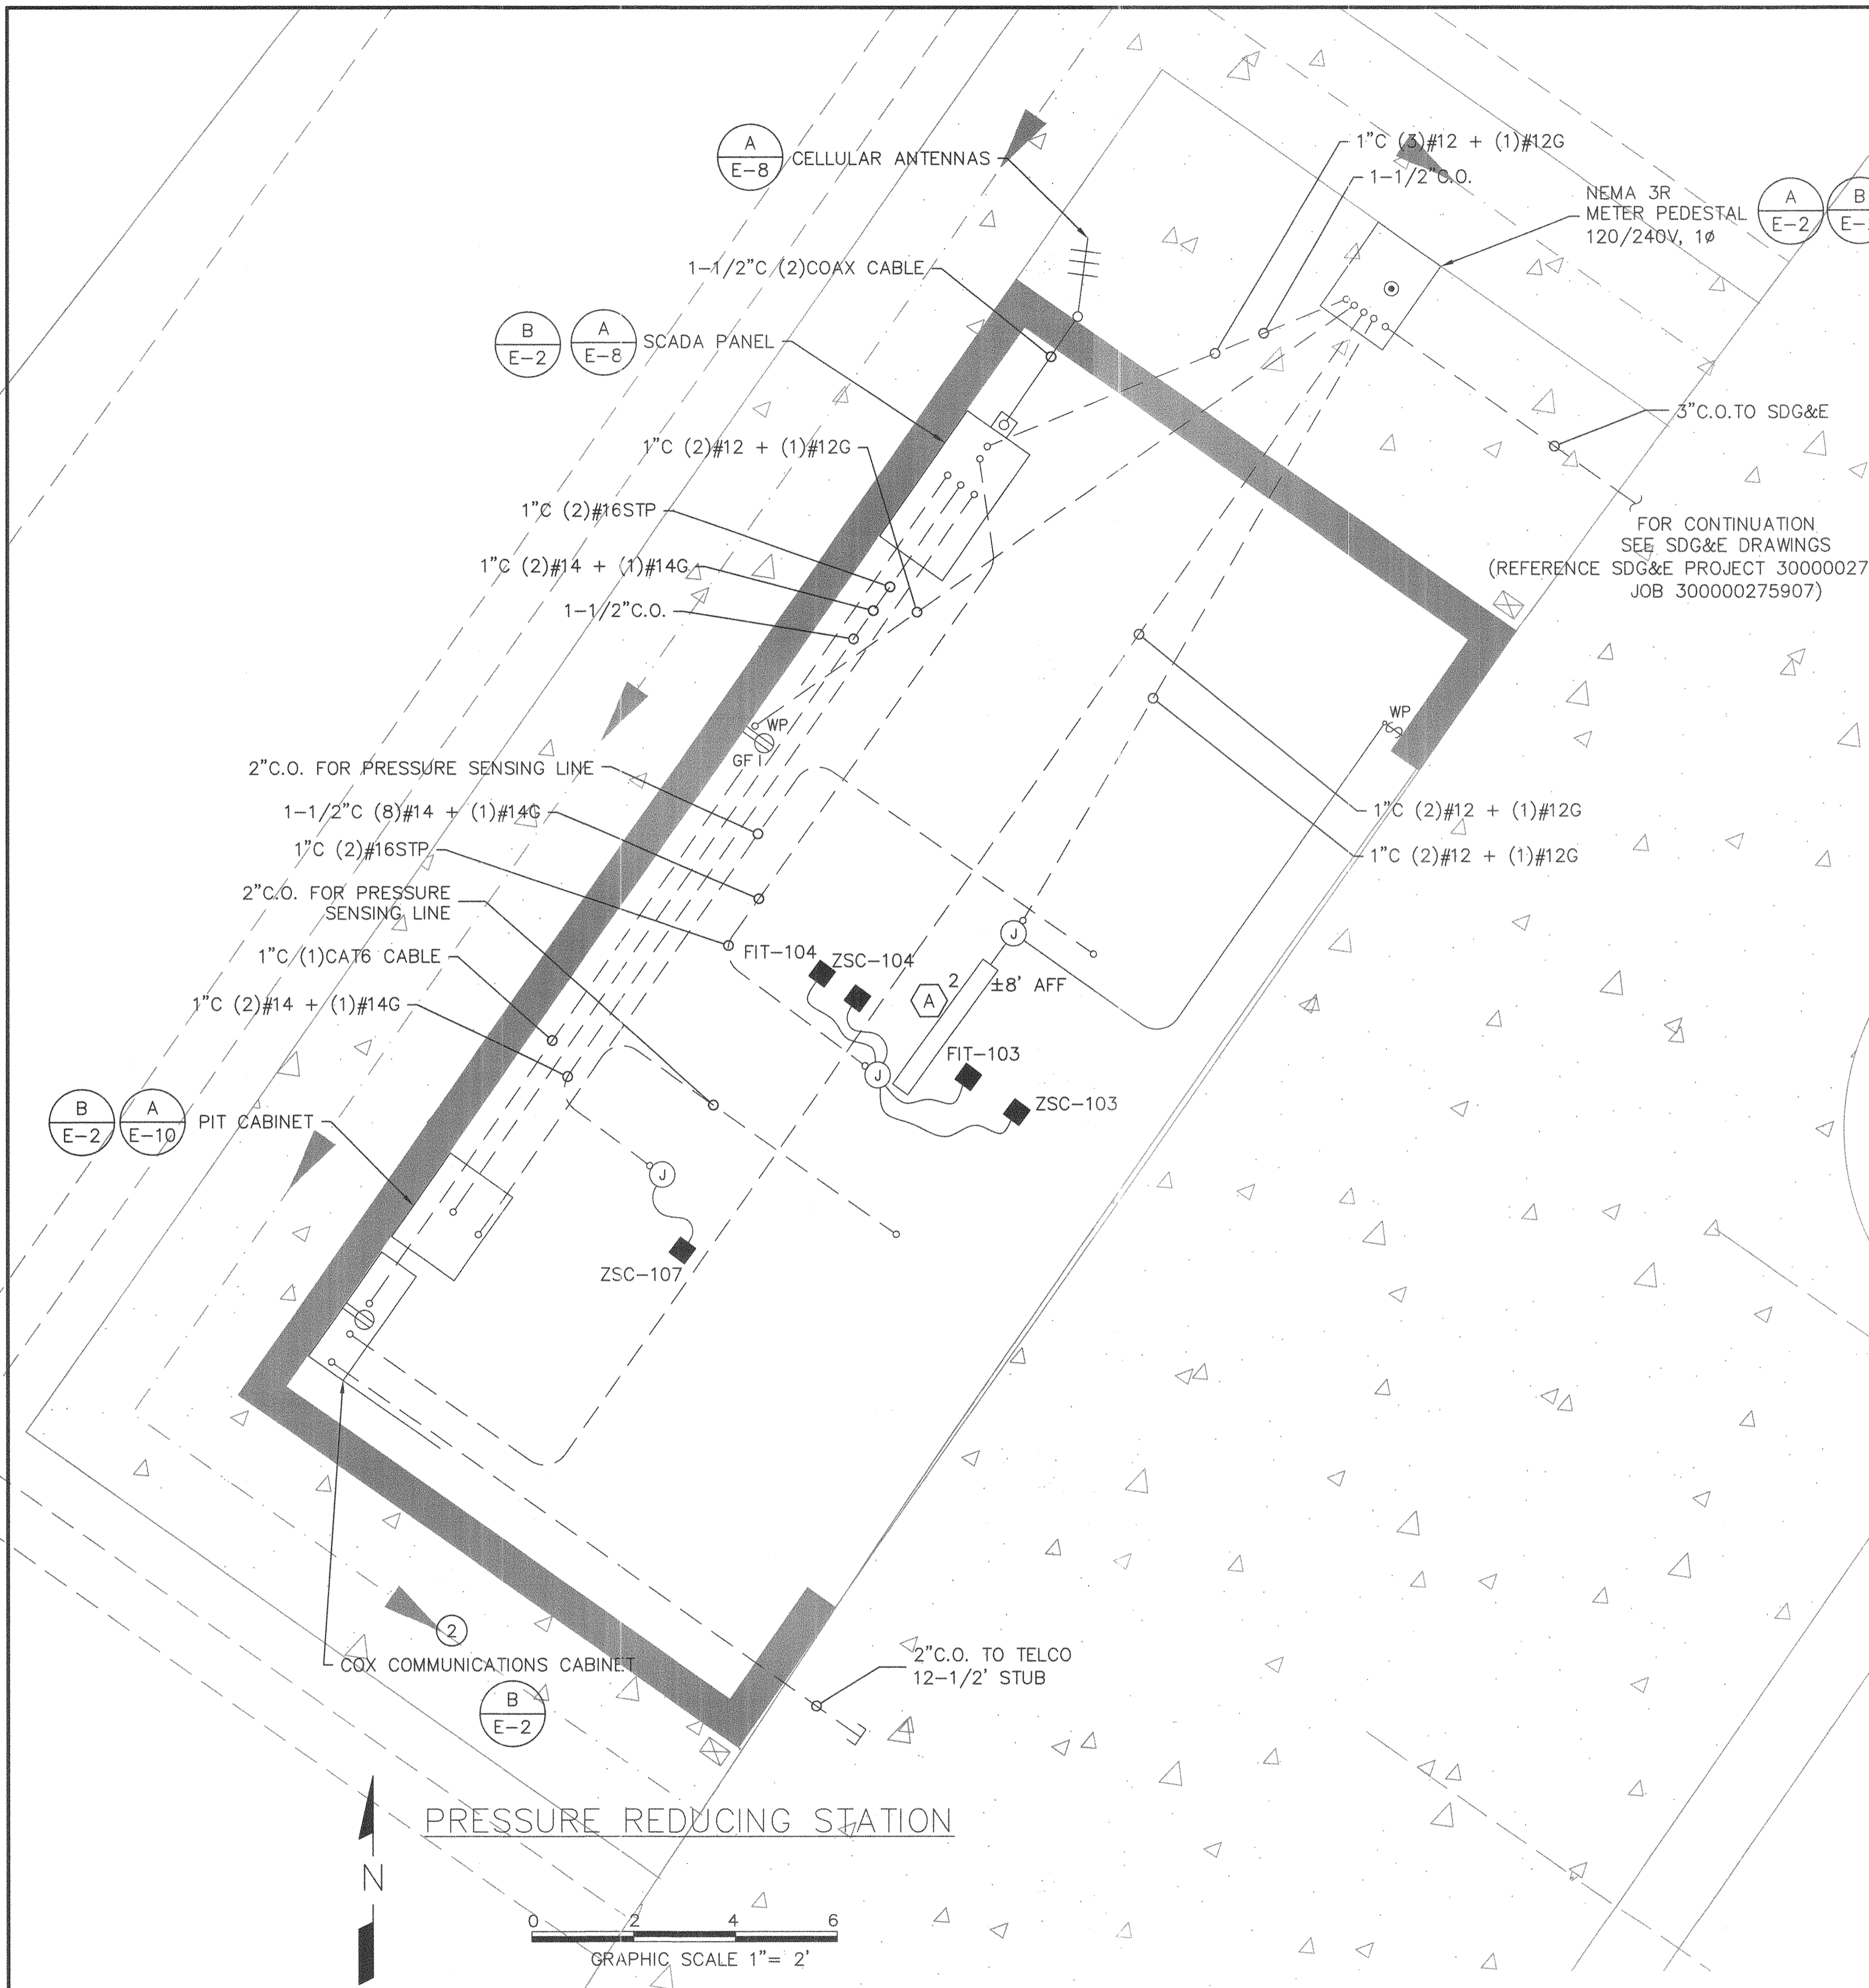 1"C (3)#12 + (1)#12G
A
E-8
CELLULAR ANTENNAS
1-1/2"C.O.
NEMA 3R
METER PEDESTAL
120/240V, 1ø
A
E-2
B
1-1/2"C (2)COAX CABLE
B
E-2
A
E-8
SCADA PANEL
3"C.O.TO SDG&E
1"C (2)#12 + (1)#12G
1"C (2)#16STP
FOR CONTINUATION
SEE SDG&E DRAWINGS
(REFERENCE SDG&E PROJECT 30000027
JOB 300000275907)
1"C (2)#14 + (1)#14G
1-1/2"C.O.
WP
GFI
WP
2"C.O. FOR PRESSURE SENSING LINE
1-1/2"C (8)#14 + (1)#14G
1"C (2)#12 + (1)#12G
1"C (2)#16STP
1"C (2)#12 + (1)#12G
2"C.O. FOR PRESSURE
SENSING LINE
J
FIT-104
ZSC-104
1"C (1)CAT6 CABLE
A
2
±8' AFF
1"C (2)#14 + (1)#14G
FIT-103
J
ZSC-103
B
E-2
A
E-10
PIT CABINET
J
ZSC-107
2
COX COMMUNICATIONS CABINET
B
E-2
2"C.O. TO TELCO
12-1/2' STUB
PRESSURE REDUCING STATION
N
0 2 4 6
GRAPHIC SCALE 1"= 2'